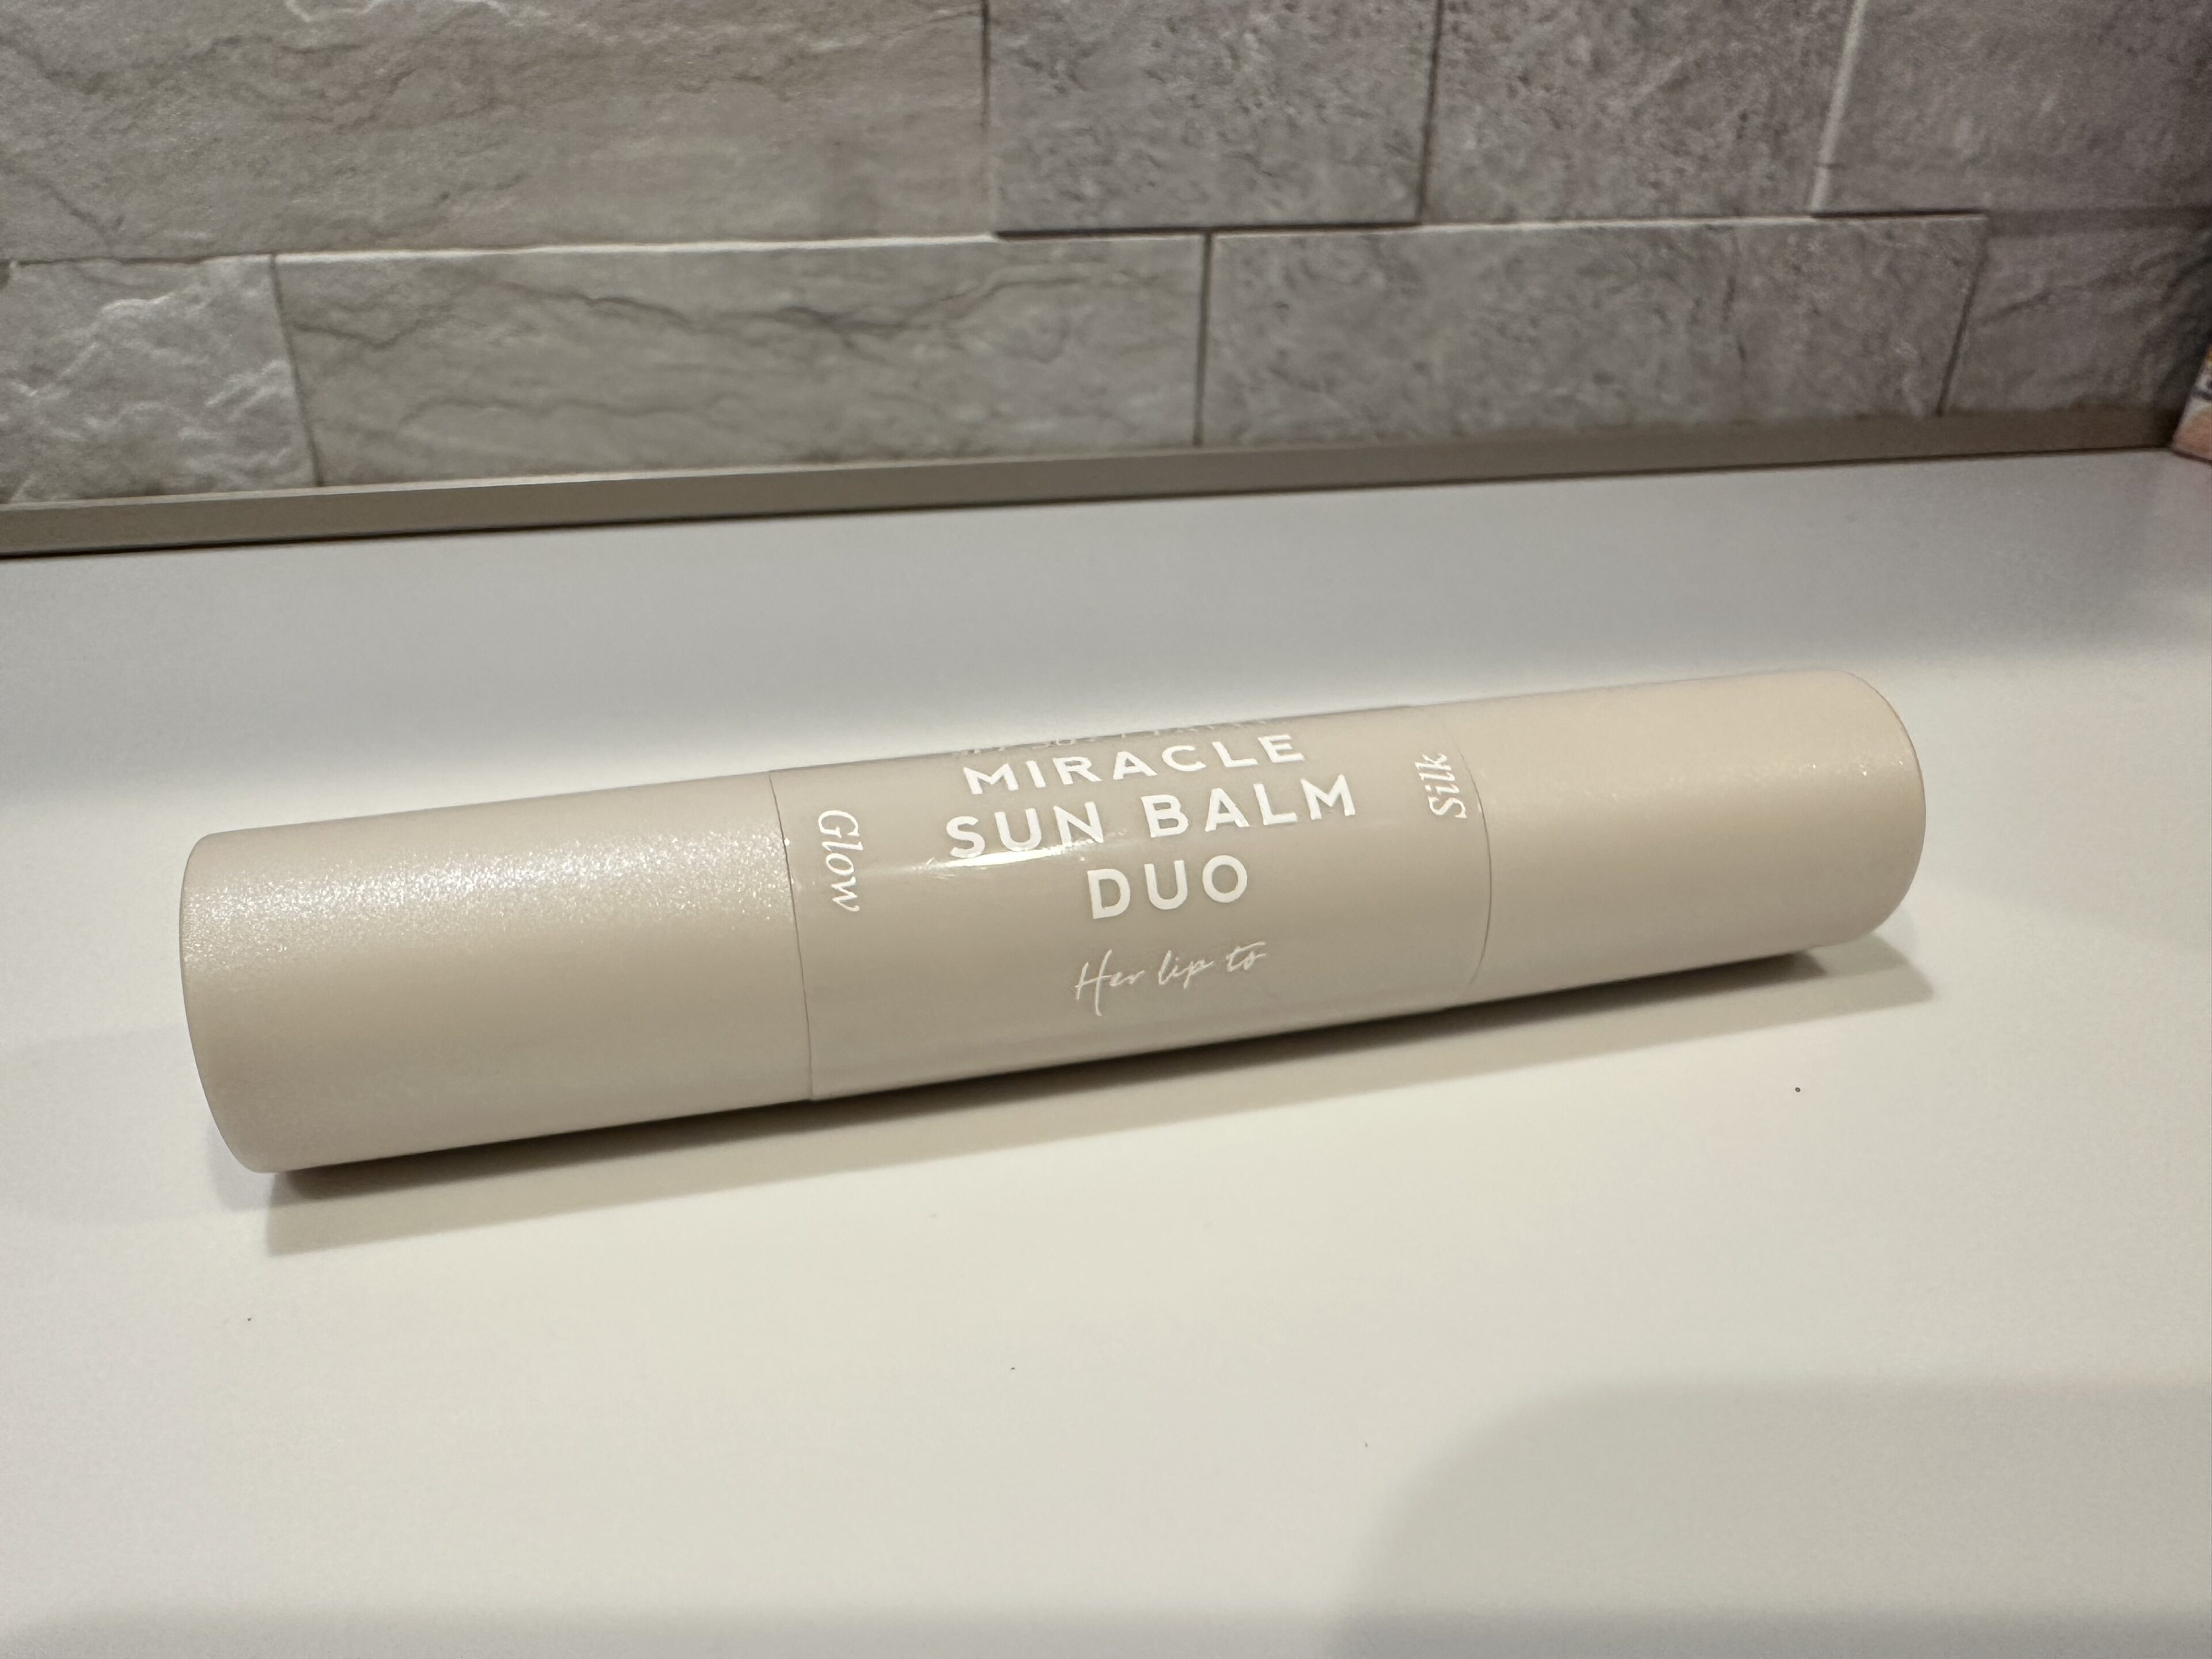 MIRACLE
SUN BALM
DUO
Her lip to
Glow
Silk